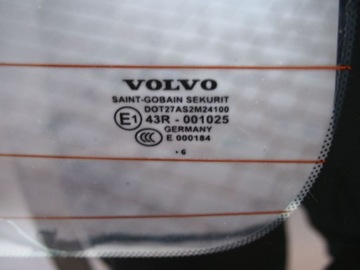 VOLVO
SAINT-GOBAIN SEKURIT
DOT27AS2M24100
E1 43R - 001025
GERMANY
CCC E 000184
· 6